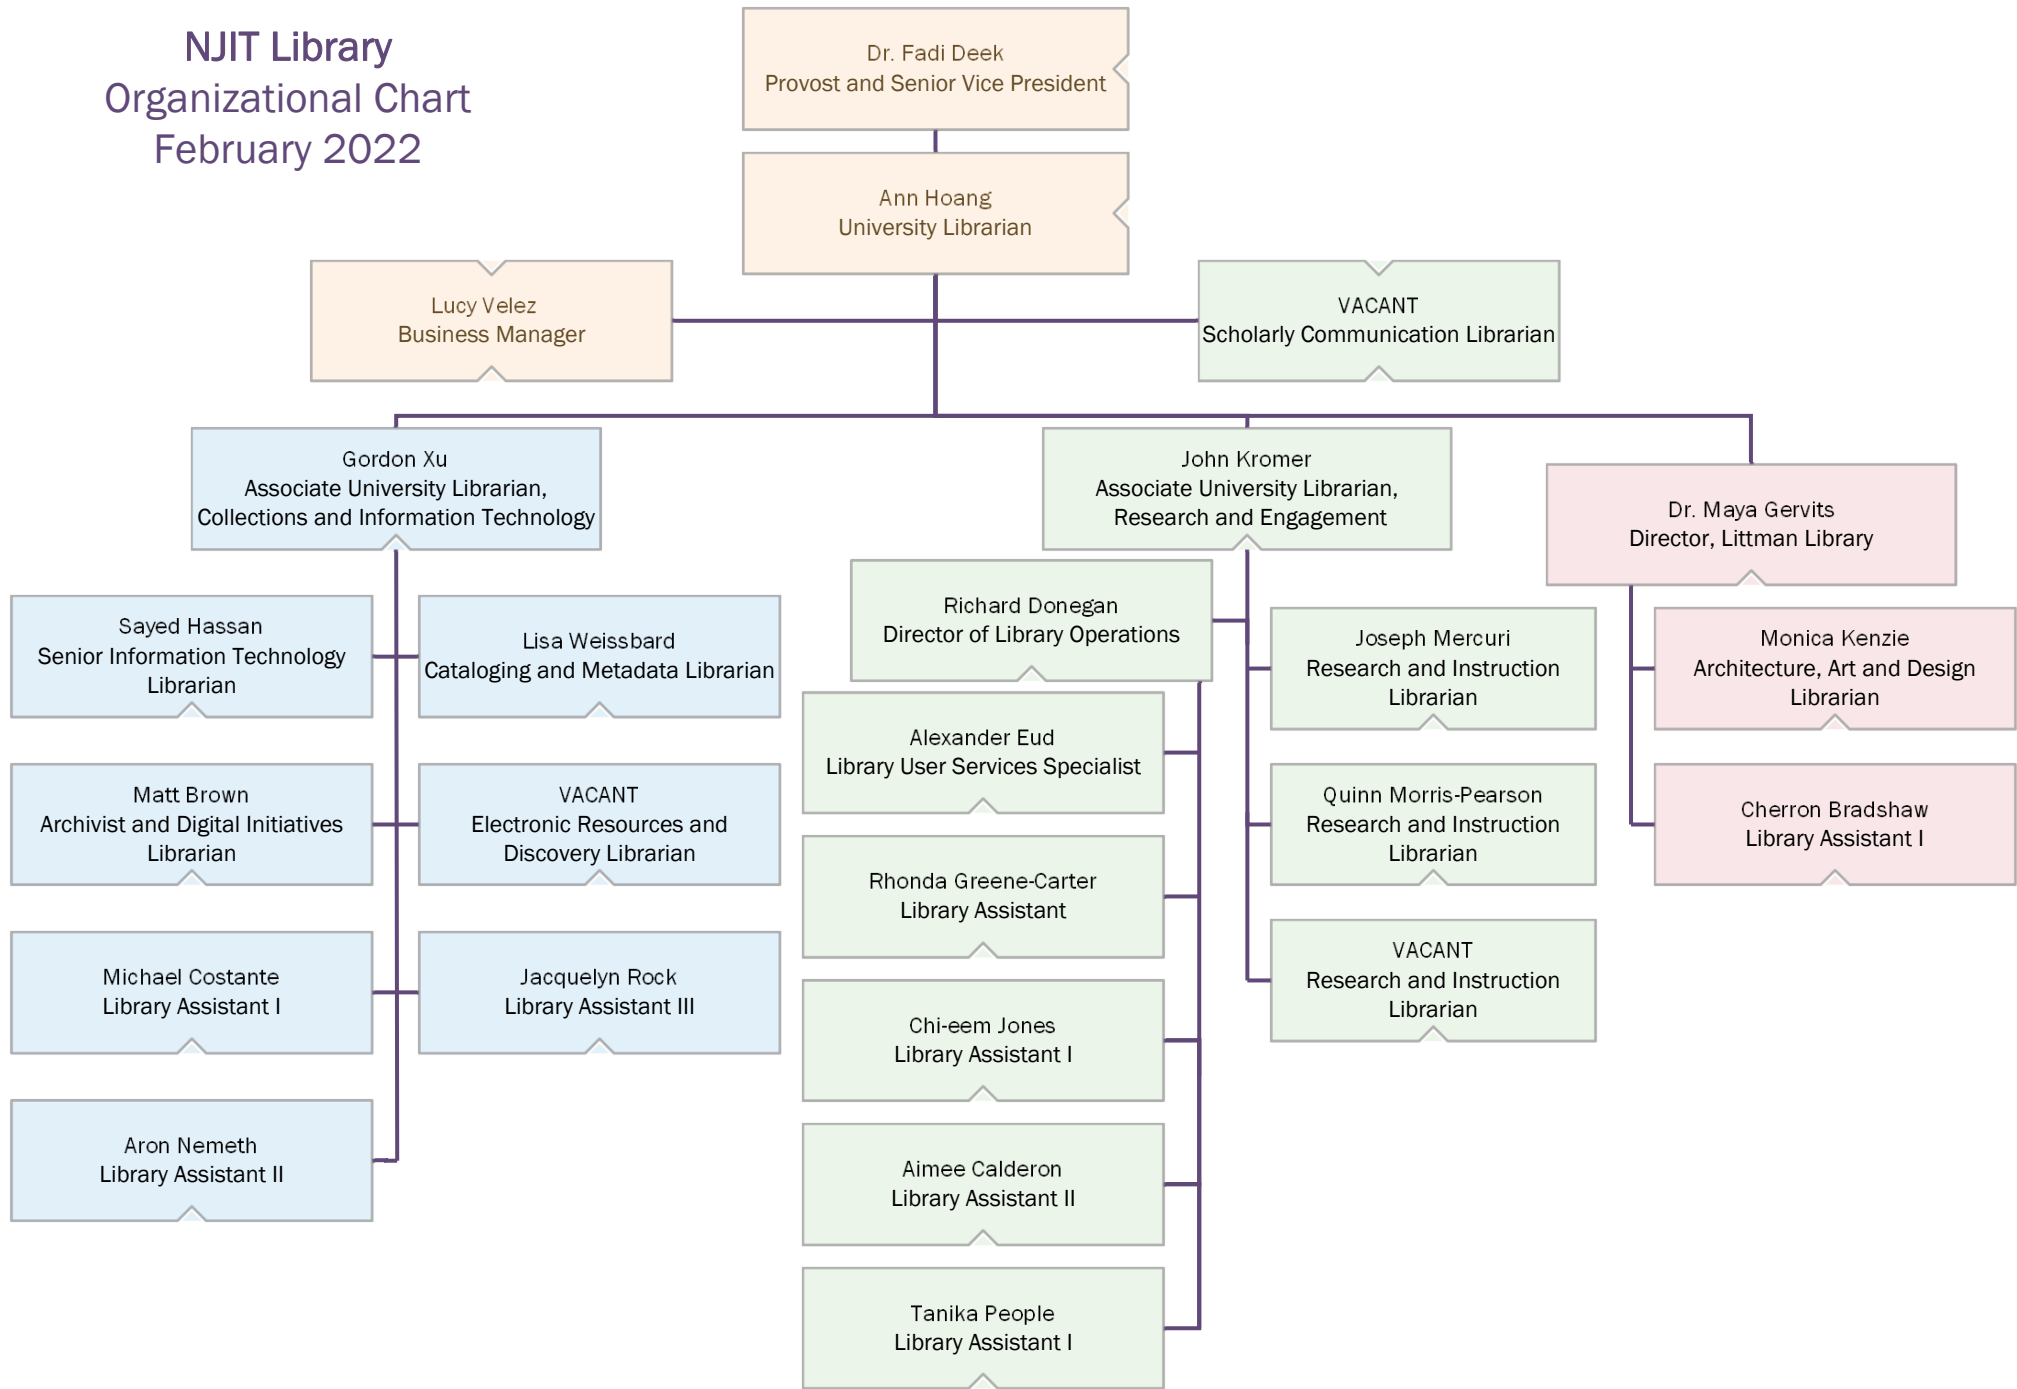 NJIT Library
Organizational Chart
February 2022
Dr. Fadi Deek
Provost and Senior Vice President
Ann Hoang
University Librarian
Lucy Velez
Business Manager
VACANT
Scholarly Communication Librarian
Gordon Xu
Associate University Librarian,
Collections and Information Technology
John Kromer
Associate University Librarian,
Research and Engagement
Dr. Maya Gervits
Director, Littman Library
Sayed Hassan
Senior Information Technology
Librarian
Lisa Weissbard
Cataloging and Metadata Librarian
Matt Brown
Archivist and Digital Initiatives
Librarian
VACANT
Electronic Resources and
Discovery Librarian
Michael Costante
Library Assistant I
Jacquelyn Rock
Library Assistant III
Aron Nemeth
Library Assistant II
Richard Donegan
Director of Library Operations
Alexander Eud
Library User Services Specialist
Rhonda Greene-Carter
Library Assistant
Chi-eem Jones
Library Assistant I
Aimee Calderon
Library Assistant II
Tanika People
Library Assistant I
Joseph Mercuri
Research and Instruction
Librarian
Quinn Morris-Pearson
Research and Instruction
Librarian
VACANT
Research and Instruction
Librarian
Monica Kenzie
Architecture, Art and Design
Librarian
Cherron Bradshaw
Library Assistant I